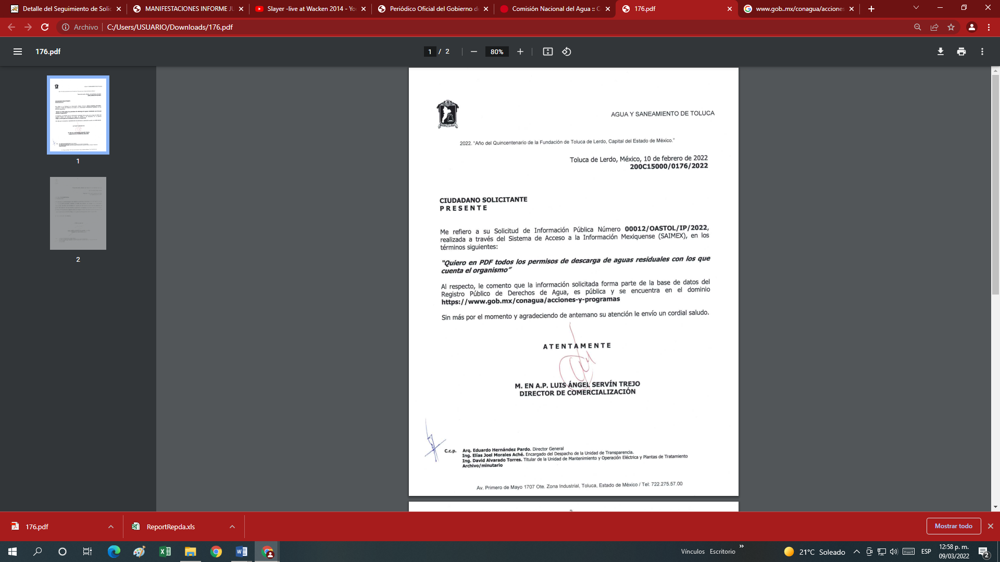 Detalle del Seguimiento de Solic
MANIFESTACIONES INFORME JU
Slayer -live at Wacken 2014 - Yo
Periódico Oficial del Gobierno d
Comisión Nacional del Agua :: C
176.pdf
www.gob..mx/conagua/acciones
Archivo
C:/Users/USUARIO/Downloads/176.pdf
176.pdf
1 / 2
80%
1
2
AGUA Y SANEAMIENTO DE TOLUCA
2022. “Año del Quincentenario de la Fundación de Toluca de Lerdo, Capital del Estado de México.”
Toluca de Lerdo, México, 10 de febrero de 2022
200C15000/0176/2022
CIUDADANO SOLICITANTE
P R E S E N T E
Me refiero a su Solicitud de Información Pública Número 00012/OASTOL/IP/2022,
realizada a través del Sistema de Acceso a la Información Mexiquense (SAIMEX), en los
términos siguientes:
“Quiero en PDF todos los permisos de descarga de aguas residuales con los que
cuenta el organismo”
Al respecto, le comento que la información solicitada forma parte de la base de datos del
Registro Público de Derechos de Agua, es pública y se encuentra en el dominio
https://www.gob.mx/conagua/acciones-y-programas
Sin más por el momento y agradeciendo de antemano su atención le envío un cordial saludo.
A T E N T A M E N T E
M. EN A.P. LUIS ÁNGEL SERVÍN TREJO
DIRECTOR DE COMERCIALIZACIÓN
C.c.p. Arq. Eduardo Hernández Pardo. Director General
Ing. Elías Joel Morales Aché. Encargado del Despacho de la Unidad de Transparencia.
Ing. David Alvarado Torres. Titular de la Unidad de Mantenimiento y Operación Eléctrica y Plantas de Tratamiento
Archivo/minutario
Av. Primero de Mayo 1707 Ote. Zona Industrial, Toluca, Estado de México / Tel: 722.275.57.00
176.pdf
ReportRepda.xls
Mostrar todo
Vínculos
Escritorio
21°C Soleado
ESP
12:58 p. m.
09/03/2022
2